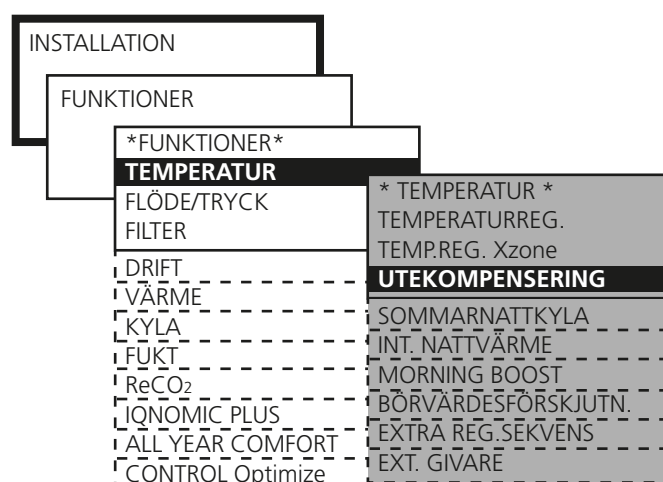 INSTALLATION
FUNKTIONER
*FUNKTIONER*
TEMPERATUR
FLÖDE/TRYCK
FILTER
DRIFT
VÄRME
KYLA
FUKT
ReCO2
IQNOMIC PLUS
ALL YEAR COMFORT
CONTROL Optimize
* TEMPERATUR *
TEMPERATURREG.
TEMP.REG. Xzone
UTEKOMPENSERING
SOMMARNATTKYLA
INT. NATTVÄRME
MORNING BOOST
BÖRVÄRDESFÖRSKJUTN.
EXTRA REG.SEKVENS
EXT. GIVARE